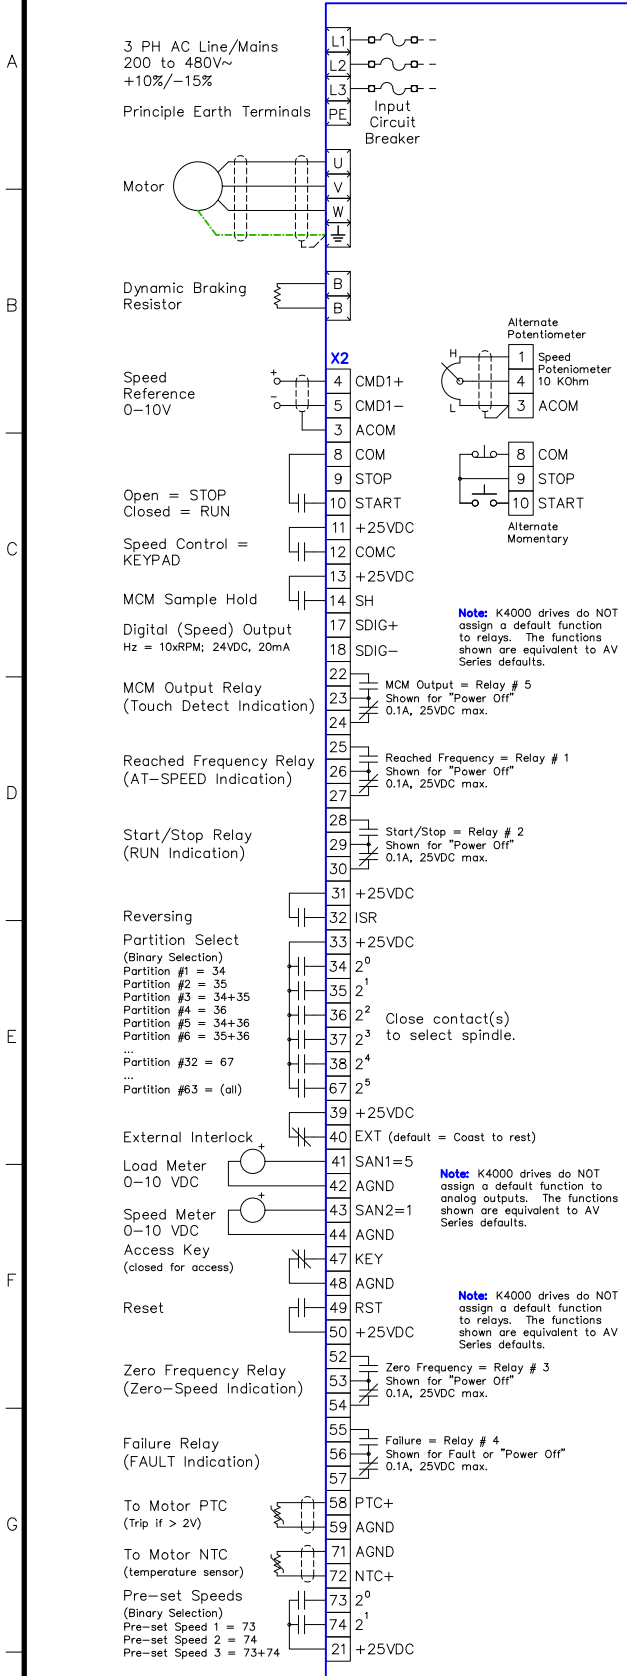 A
3 PH AC Line/Mains
200 to 480V~
+10%/-15%
Principle Earth Terminals
L1
L2
L3
PE
Input
Circuit
Breaker
Motor
U
V
W
B
Dynamic Braking
Resistor
B
B
X2
Speed
Reference
0-10V
+
-
4 CMD1+
5 CMD1-
3 ACOM
Alternate
Potentiometer
H
L
1 Speed
Poteniometer
4 10 KOhm
3 ACOM
8 COM
9 STOP
10 START
Open = STOP
Closed = RUN
8 COM
9 STOP
10 START
Alternate
Momentary
C
Speed Control =
KEYPAD
11 +25VDC
12 COMC
MCM Sample Hold
13 +25VDC
14 SH
Digital (Speed) Output
Hz = 10xRPM; 24VDC, 20mA
17 SDIG+
18 SDIG-
Note: K4000 drives do NOT
assign a default function
to relays. The functions
shown are equivalent to AV
Series defaults.
MCM Output Relay
(Touch Detect Indication)
22
23
24
MCM Output = Relay # 5
Shown for "Power Off"
0.1A, 25VDC max.
D
Reached Frequency Relay
(AT-SPEED Indication)
25
26
27
Reached Frequency = Relay # 1
Shown for "Power Off"
0.1A, 25VDC max.
Start/Stop Relay
(RUN Indication)
28
29
30
Start/Stop = Relay # 2
Shown for "Power Off"
0.1A, 25VDC max.
Reversing
31 +25VDC
32 ISR
E
Partition Select
(Binary Selection)
Partition #1 = 34
Partition #2 = 35
Partition #3 = 34+35
Partition #4 = 36
Partition #5 = 34+36
Partition #6 = 35+36
...
Partition #32 = 67
...
Partition #63 = (all)
33 +25VDC
34 2⁰
35 2¹
36 2²
37 2³
38 2⁴
67 2⁵
Close contact(s)
to select spindle.
External Interlock
39 +25VDC
40 EXT (default = Coast to rest)
Load Meter
0-10 VDC
+
41 SAN1=5
42 AGND
Speed Meter
0-10 VDC
+
43 SAN2=1
44 AGND
Note: K4000 drives do NOT
assign a default function to
analog outputs. The functions
shown are equivalent to AV
Series defaults.
F
Access Key
(closed for access)
47 KEY
48 AGND
Reset
49 RST
50 +25VDC
Note: K4000 drives do NOT
assign a default function
to relays. The functions
shown are equivalent to AV
Series defaults.
Zero Frequency Relay
(Zero-Speed Indication)
52
53
54
Zero Frequency = Relay # 3
Shown for "Power Off"
0.1A, 25VDC max.
Failure Relay
(FAULT Indication)
55
56
57
Failure = Relay # 4
Shown for Fault or "Power Off"
0.1A, 25VDC max.
G
To Motor PTC
(Trip if > 2V)
58 PTC+
59 AGND
To Motor NTC
(temperature sensor)
71 AGND
72 NTC+
Pre-set Speeds
(Binary Selection)
Pre-set Speed 1 = 73
Pre-set Speed 2 = 74
Pre-set Speed 3 = 73+74
73 2⁰
74 2¹
21 +25VDC